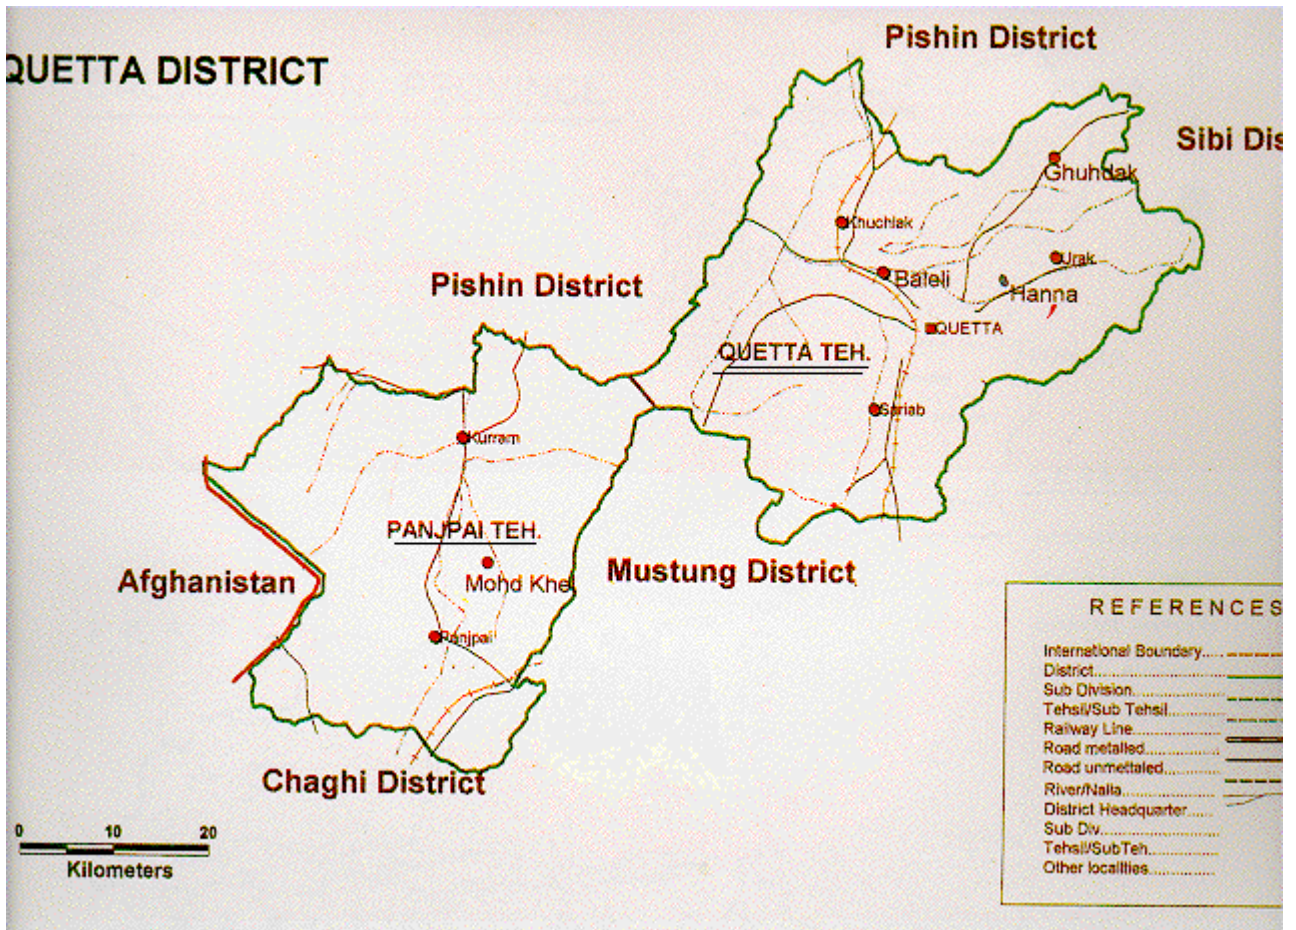 Pishin District
QUETTA DISTRICT
Sibi Dis
Ghuhdak
Khuchlak
Urak
Baleli
Hanna
Pishin District
QUETTA
QUETTA TEH.
Sariab
Kurram
PANJPAI TEH.
Mustung District
Afghanistan
Mohd Khel
Panjpai
Chaghi District
REFERENCES
International Boundary.....
District.....................
Sub Division................
Tehsil/Sub Tehsil..........
Railway Line................
Road metalled..............
Road unmettaled..........
River/Nalla..................
District Headquarter......
Sub Div......................
Tehsil/SubTeh..............
Other localities............
0 10 20
Kilometers